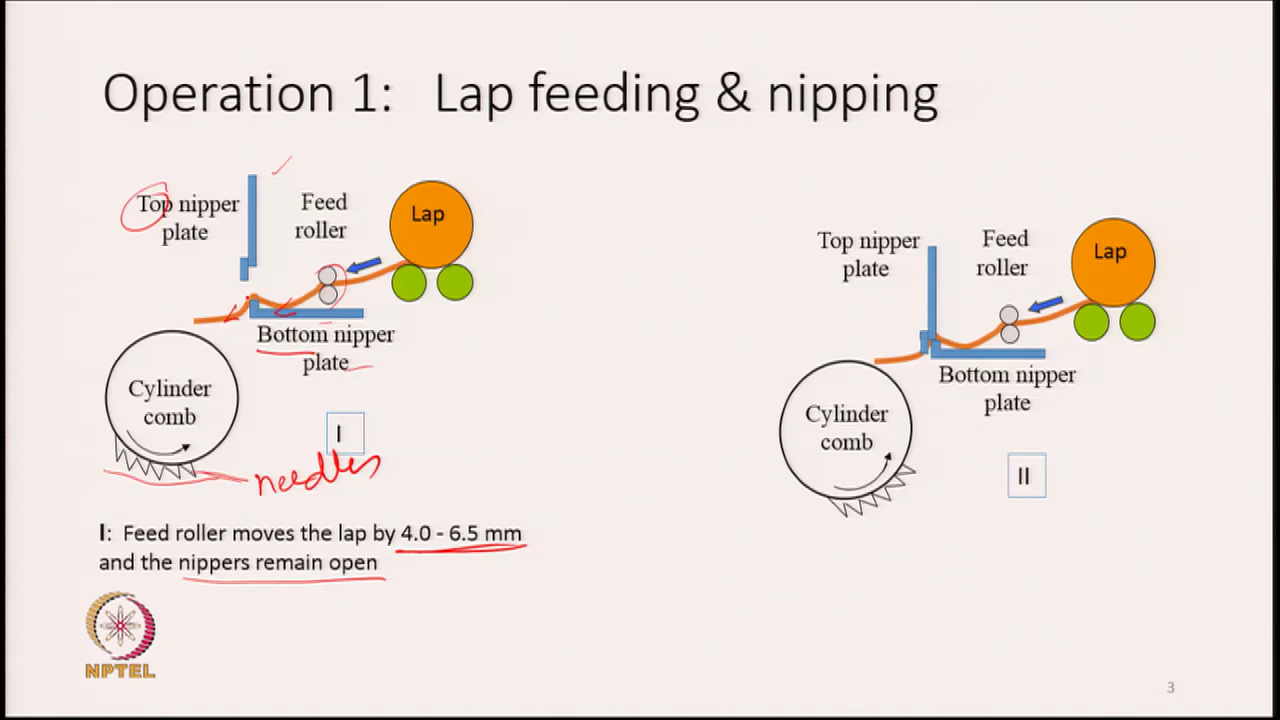 Operation 1: Lap feeding & nipping
Top nipper
plate
Feed
roller
Lap
Bottom nipper
plate
Cylinder
comb
I
needles
I: Feed roller moves the lap by 4.0 - 6.5 mm
and the nippers remain open
Top nipper
plate
Feed
roller
Lap
Bottom nipper
plate
Cylinder
comb
II
NPTEL
3